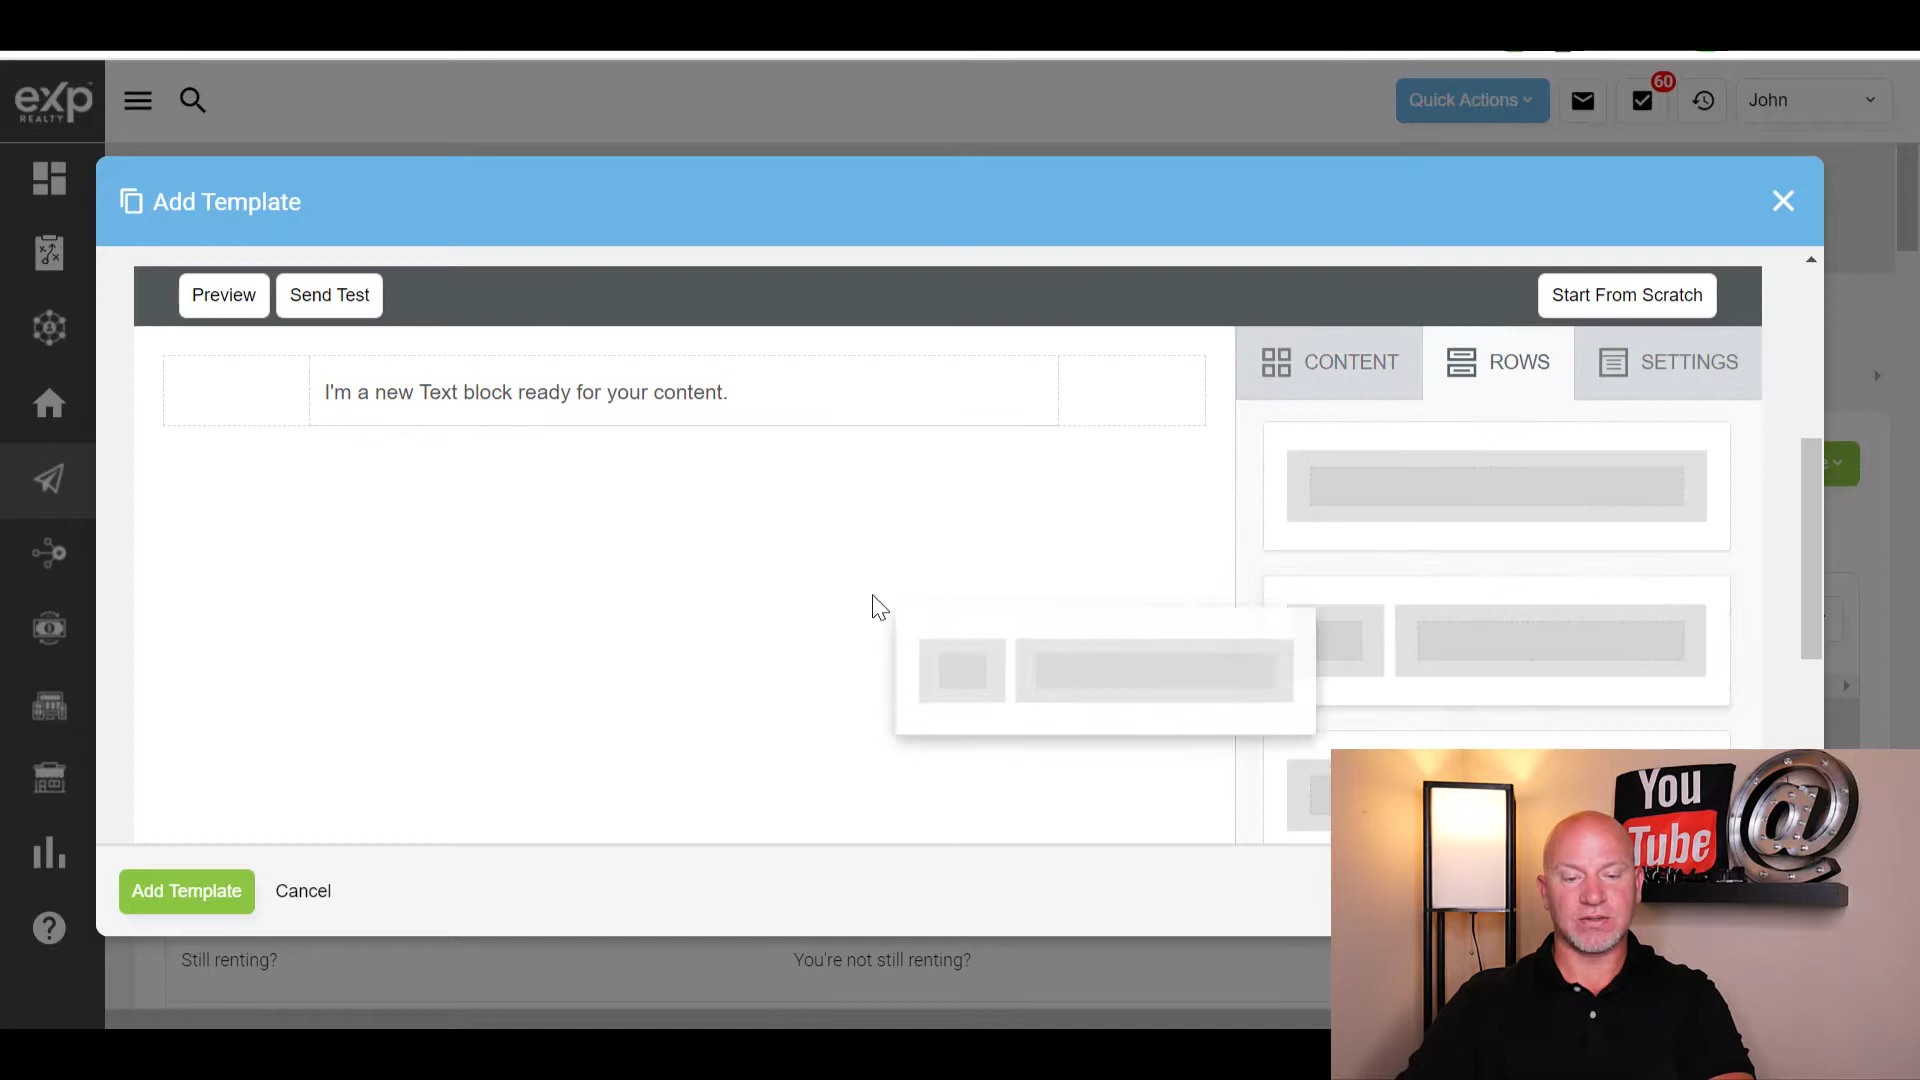 eXp
REALTY
Quick Actions
60
John
Add Template
Preview
Send Test
Start From Scratch
CONTENT
ROWS
SETTINGS
I'm a new Text block ready for your content.
Add Template
Cancel
Still renting?
You're not still renting?
You
Tube
@